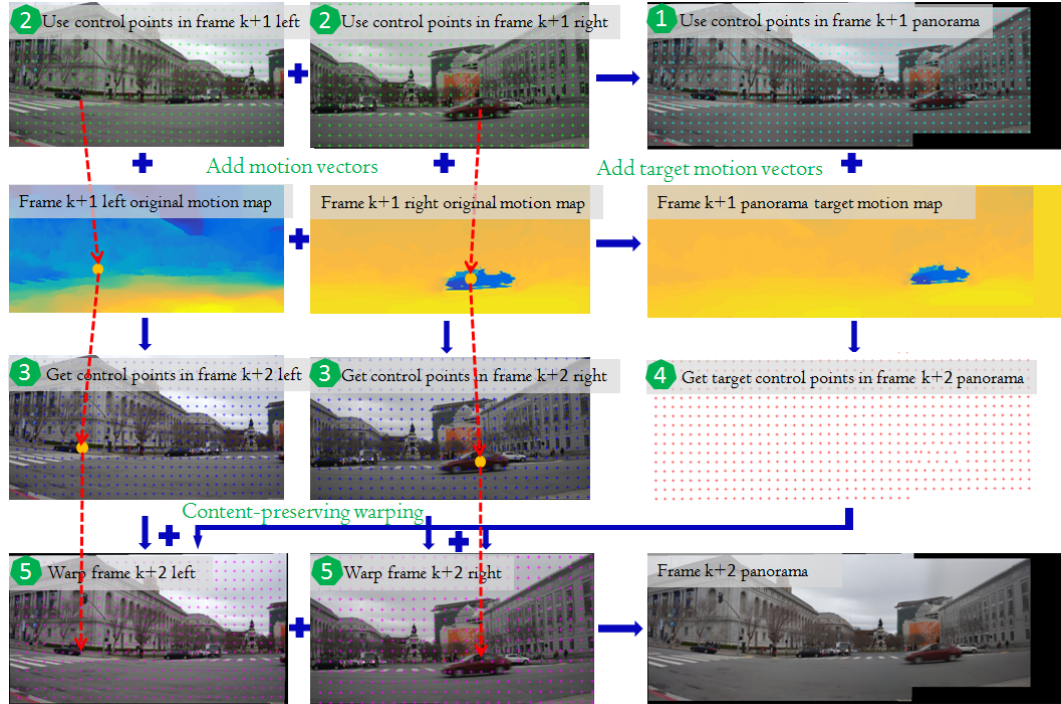 2 Use control points in frame k+1 left
2 Use control points in frame k+1 right
1 Use control points in frame k+1 panorama
Add motion vectors
Add target motion vectors
Frame k+1 left original motion map
Frame k+1 right original motion map
Frame k+1 panorama target motion map
3 Get control points in frame k+2 left
3 Get control points in frame k+2 right
4 Get target control points in frame k+2 panorama
Content-preserving warping
5 Warp frame k+2 left
5 Warp frame k+2 right
Frame k+2 panorama